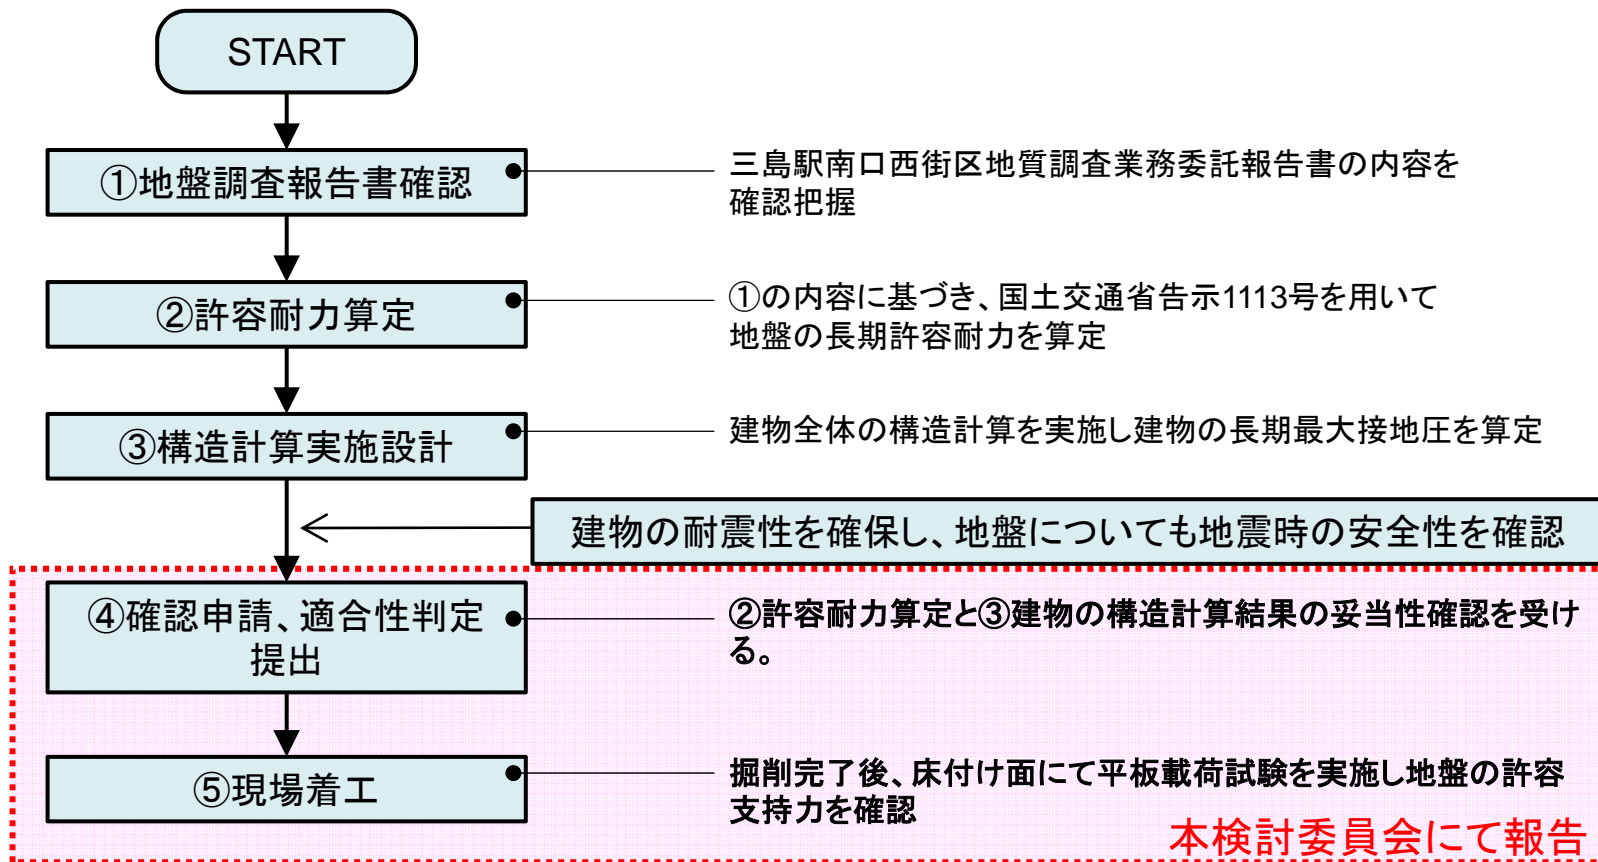 START
①地盤調査報告書確認
三島駅南口西街区地質調査業務委託報告書の内容を
確認把握
②許容耐力算定
①の内容に基づき、国土交通省告示1113号を用いて
地盤の長期許容耐力を算定
③構造計算実施設計
建物全体の構造計算を実施し建物の長期最大接地圧を算定
建物の耐震性を確保し、地盤についても地震時の安全性を確認
④確認申請、適合性判定
提出
②許容耐力算定と③建物の構造計算結果の妥当性確認を受け
る。
⑤現場着工
掘削完了後、床付け面にて平板載荷試験を実施し地盤の許容
支持力を確認
本検討委員会にて報告